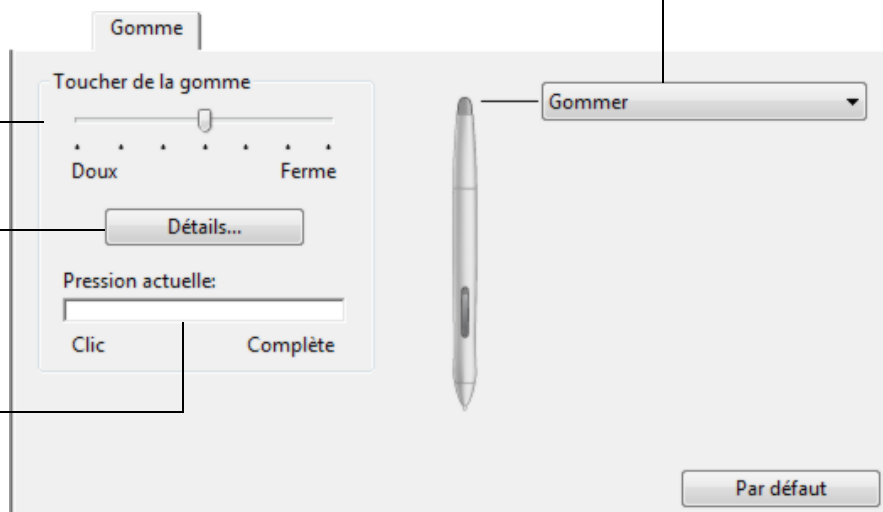 Gomme
Toucher de la gomme
Doux Ferme
Détails...
Pression actuelle:
Clic Complète
Gommer
Par défaut